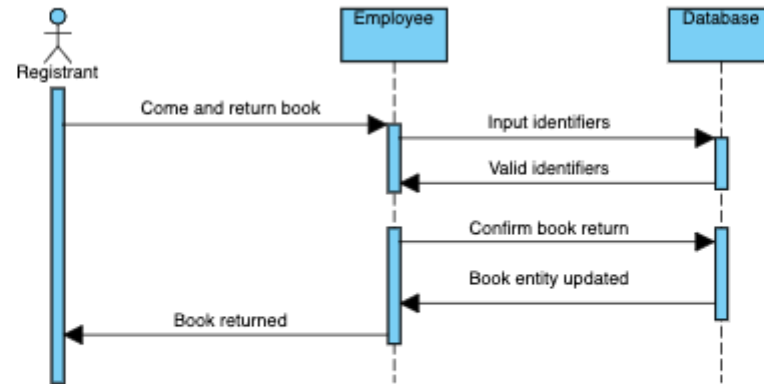 Employee
Database
Registrant
Come and return book
Input identifiers
Valid identifiers
Confirm book return
Book entity updated
Book returned